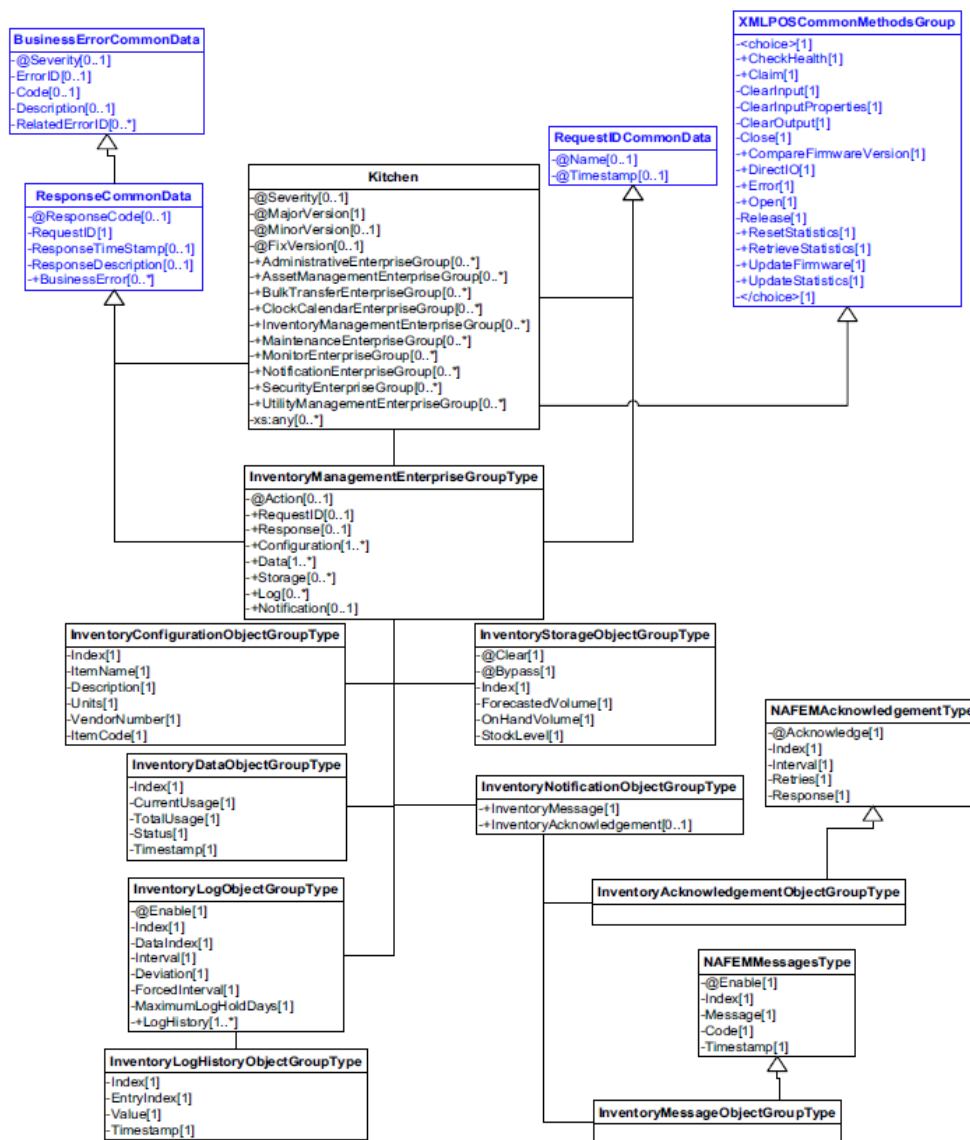 BusinessErrorCommonData
-@Severity[0..1]
-ErrorID[0..1]
-Code[0..1]
-Description[0..1]
-RelatedErrorID[0..*]
XMLPOSCommonMethodsGroup
-<choice>[1]
-+CheckHealth[1]
-+Claim[1]
-ClearInput[1]
-ClearInputProperties[1]
-ClearOutput[1]
-Close[1]
-+CompareFirmwareVersion[1]
-+DirectIO[1]
-+Error[1]
-+Open[1]
-Release[1]
-+ResetStatistics[1]
-+RetrieveStatistics[1]
-+UpdateFirmware[1]
-+UpdateStatistics[1]
-</choice>[1]
RequestIDCommonData
-@Name[0..1]
-@Timestamp[0..1]
Kitchen
-@Severity[0..1]
-@MajorVersion[1]
-@MinorVersion[0..1]
-@FixVersion[0..1]
-+AdministrativeEnterpriseGroup[0..*]
-+AssetManagementEnterpriseGroup[0..*]
-+BulkTransferEnterpriseGroup[0..*]
-+ClockCalendarEnterpriseGroup[0..*]
-+InventoryManagementEnterpriseGroup[0..*]
-+MaintenanceEnterpriseGroup[0..*]
-+MonitorEnterpriseGroup[0..*]
-+NotificationEnterpriseGroup[0..*]
-+SecurityEnterpriseGroup[0..*]
-+UtilityManagementEnterpriseGroup[0..*]
-xs:any[0..*]
ResponseCommonData
-@ResponseCode[0..1]
-RequestID[1]
-ResponseTimeStamp[0..1]
-ResponseDescription[0..1]
-+BusinessError[0..*]
InventoryManagementEnterpriseGroupType
-@Action[0..1]
-+RequestID[0..1]
-+Response[0..1]
-+Configuration[1..*]
-+Data[1..*]
-+Storage[0..*]
-+Log[0..*]
-+Notification[0..1]
InventoryConfigurationObjectGroupType
-Index[1]
-ItemName[1]
-Description[1]
-Units[1]
-VendorNumber[1]
-ItemCode[1]
InventoryStorageObjectGroupType
-@Clear[1]
-@Bypass[1]
-Index[1]
-ForecastedVolume[1]
-OnHandVolume[1]
-StockLevel[1]
NAFEMAcknowledgementType
-@Acknowledge[1]
-Index[1]
-Interval[1]
-Retries[1]
-Response[1]
InventoryDataObjectGroupType
-Index[1]
-CurrentUsage[1]
-TotalUsage[1]
-Status[1]
-Timestamp[1]
InventoryNotificationObjectGroupType
-+InventoryMessage[1]
-+InventoryAcknowledgement[0..1]
InventoryAcknowledgementObjectGroupType
InventoryLogObjectGroupType
-@Enable[1]
-Index[1]
-DataIndex[1]
-Interval[1]
-Deviation[1]
-ForcedInterval[1]
-MaximumLogHoldDays[1]
-+LogHistory[1..*]
NAFEMMessagesType
-@Enable[1]
-Index[1]
-Message[1]
-Code[1]
-Timestamp[1]
InventoryLogHistoryObjectGroupType
-Index[1]
-EntryIndex[1]
-Value[1]
-Timestamp[1]
InventoryMessageObjectGroupType